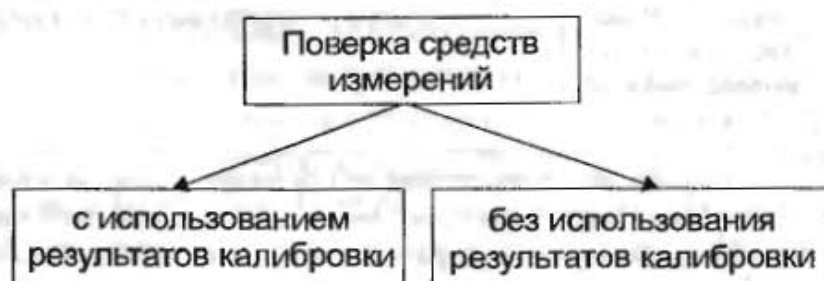 Поверка средств
измерений
с использованием
результатов калибровки
без использования
результатов калибровки